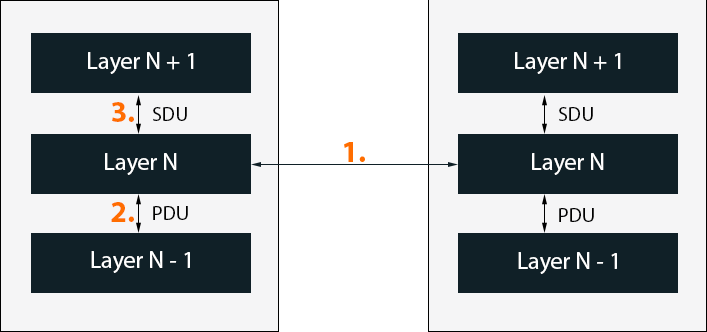 Layer N + 1
3. SDU
Layer N
2. PDU
Layer N - 1
1.
Layer N + 1
SDU
Layer N
PDU
Layer N - 1